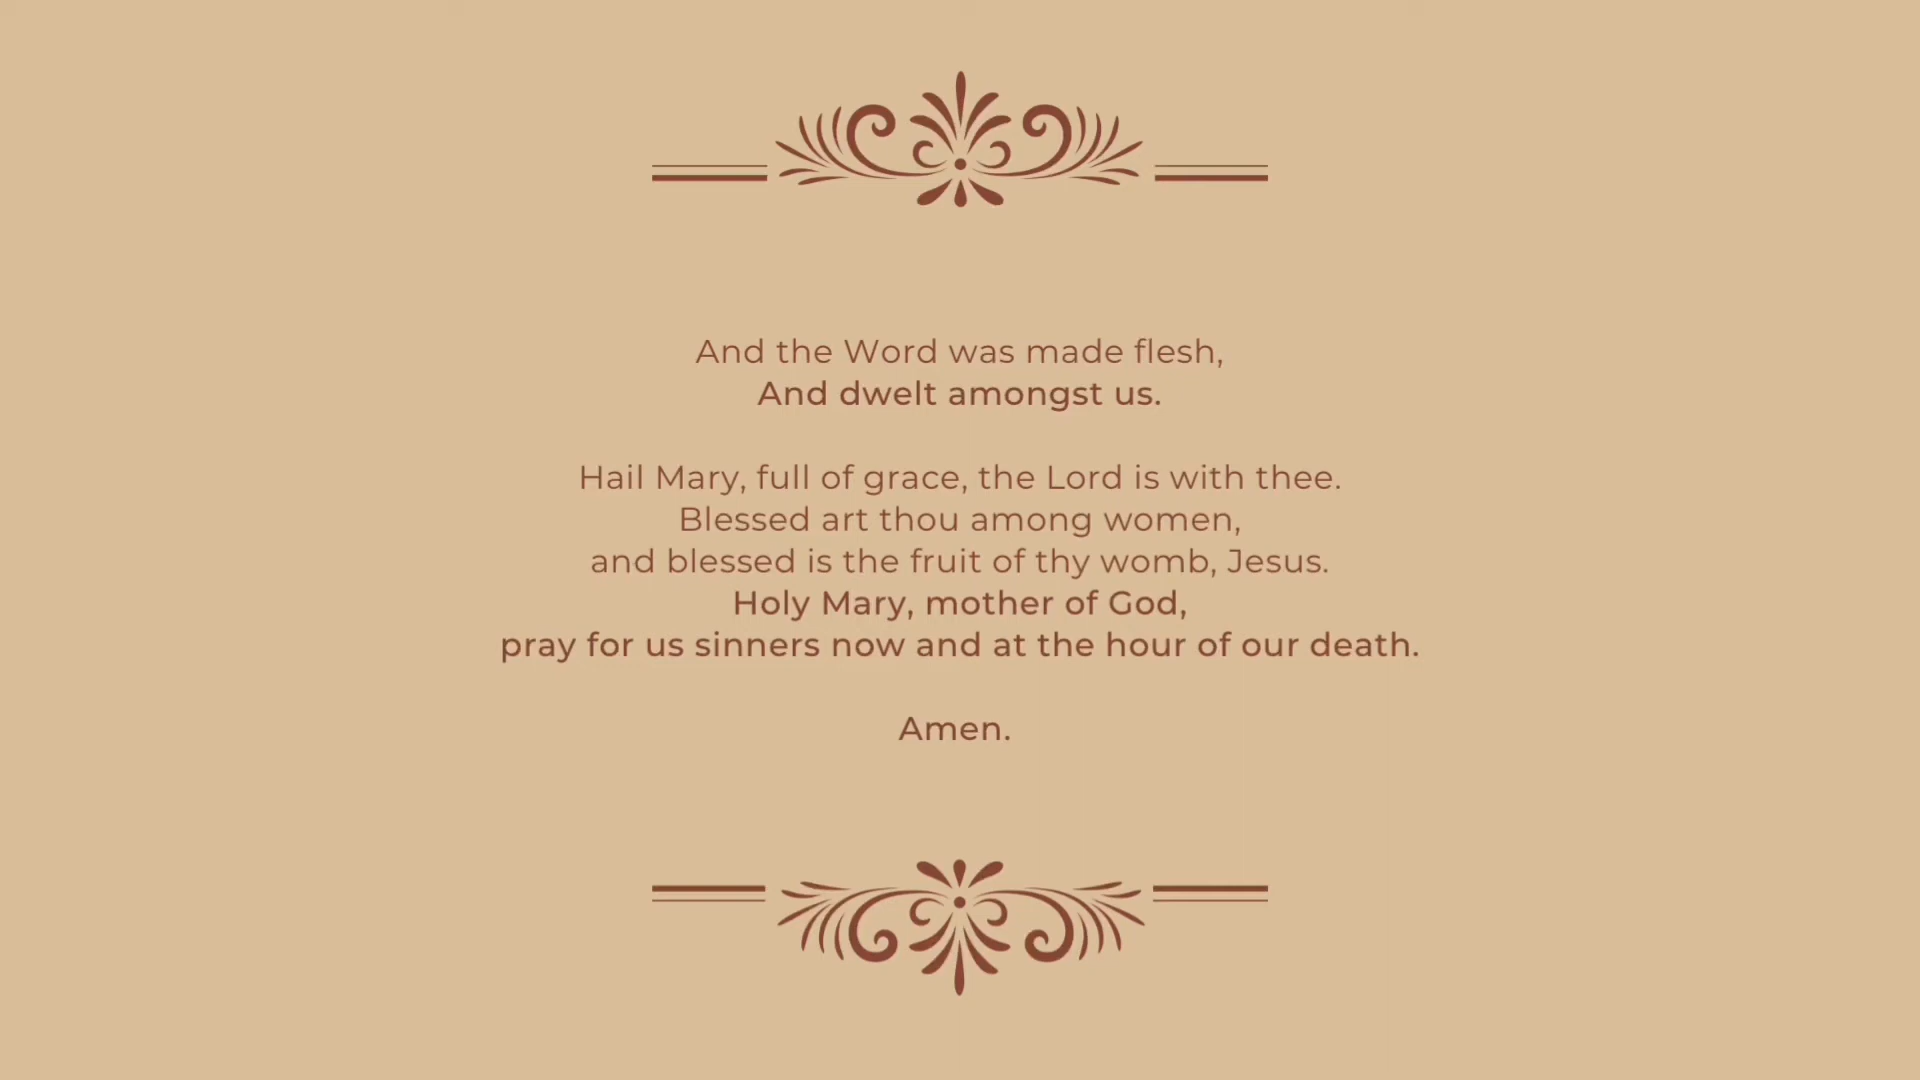 And the Word was made flesh,
And dwelt amongst us.
Hail Mary, full of grace, the Lord is with thee.
Blessed art thou among women,
and blessed is the fruit of thy womb, Jesus.
Holy Mary, mother of God,
pray for us sinners now and at the hour of our death.
Amen.